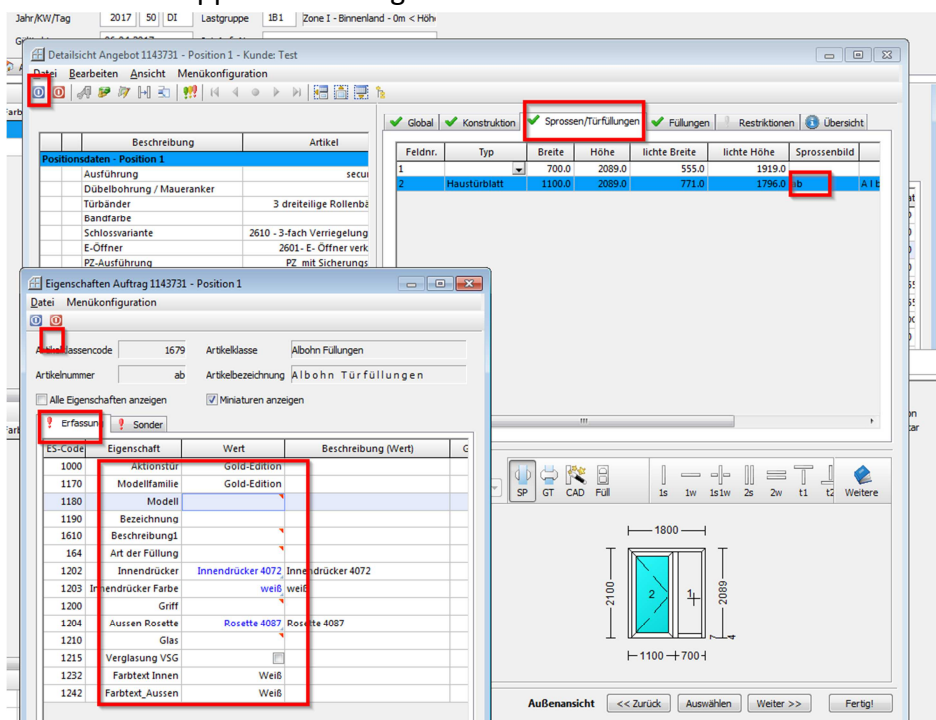 Jahr/KW/Tag 2017 50 DI Lastgruppe 1B1 Zone I - Binnenland - 0m < Höh
Detailsicht Angebot 1143731 - Position 1 - Kunde: Test
Datei Bearbeiten Ansicht Menükonfiguration
Global Konstruktion Sprossen/Türfüllungen Füllungen Restriktionen Übersicht
Beschreibung Artikel
Feldnr. Typ Breite Höhe lichte Breite lichte Höhe Sprossenbild
Positionsdaten - Position 1
1 700.0 2089.0 555.0 1919.0
2 Haustürblatt 1100.0 2089.0 771.0 1796.0 ab A l b
Ausführung secu
Dübelbohrung / Maueranker
Türbänder 3 dreiteilige Rollenbä
Bandfarbe
Schlossvariante 2610 - 3-fach Verriegelung
E-Öffner 2601- E- Öffner verk
PZ-Ausführung PZ mit Sicherungs
Eigenschaften Auftrag 1143731 - Position 1
Datei Menükonfiguration
Artikelklassencode 1679 Artikelklasse Albohn Füllungen
Artikelnummer ab Artikelbezeichnung Albohn Türfüllungen
Alle Eigenschaften anzeigen Miniaturen anzeigen
Erfassung Sonder
ES-Code Eigenschaft Wert Beschreibung (Wert) G
1000 Aktionstür Gold-Edition
1170 Modellfamilie Gold-Edition
1180 Modell
1190 Bezeichnung
1610 Beschreibung1
164 Art der Füllung
1202 Innendrücker Innendrücker 4072 Innendrücker 4072
1203 Innendrücker Farbe weiß weiß
1200 Griff
1204 Aussen Rosette Rosette 4087 Rosette 4087
1210 Glas
1215 Verglasung VSG
1232 Farbtext Innen Weiß
1242 Farbtext_Aussen Weiß
SP GT CAD Füll 1s 1w 1s1w 2s 2w t1 t2 Weitere
1800
2100 2 1 2089
7 4
1100 700
Außenansicht << Zurück Auswählen Weiter >> Fertig!